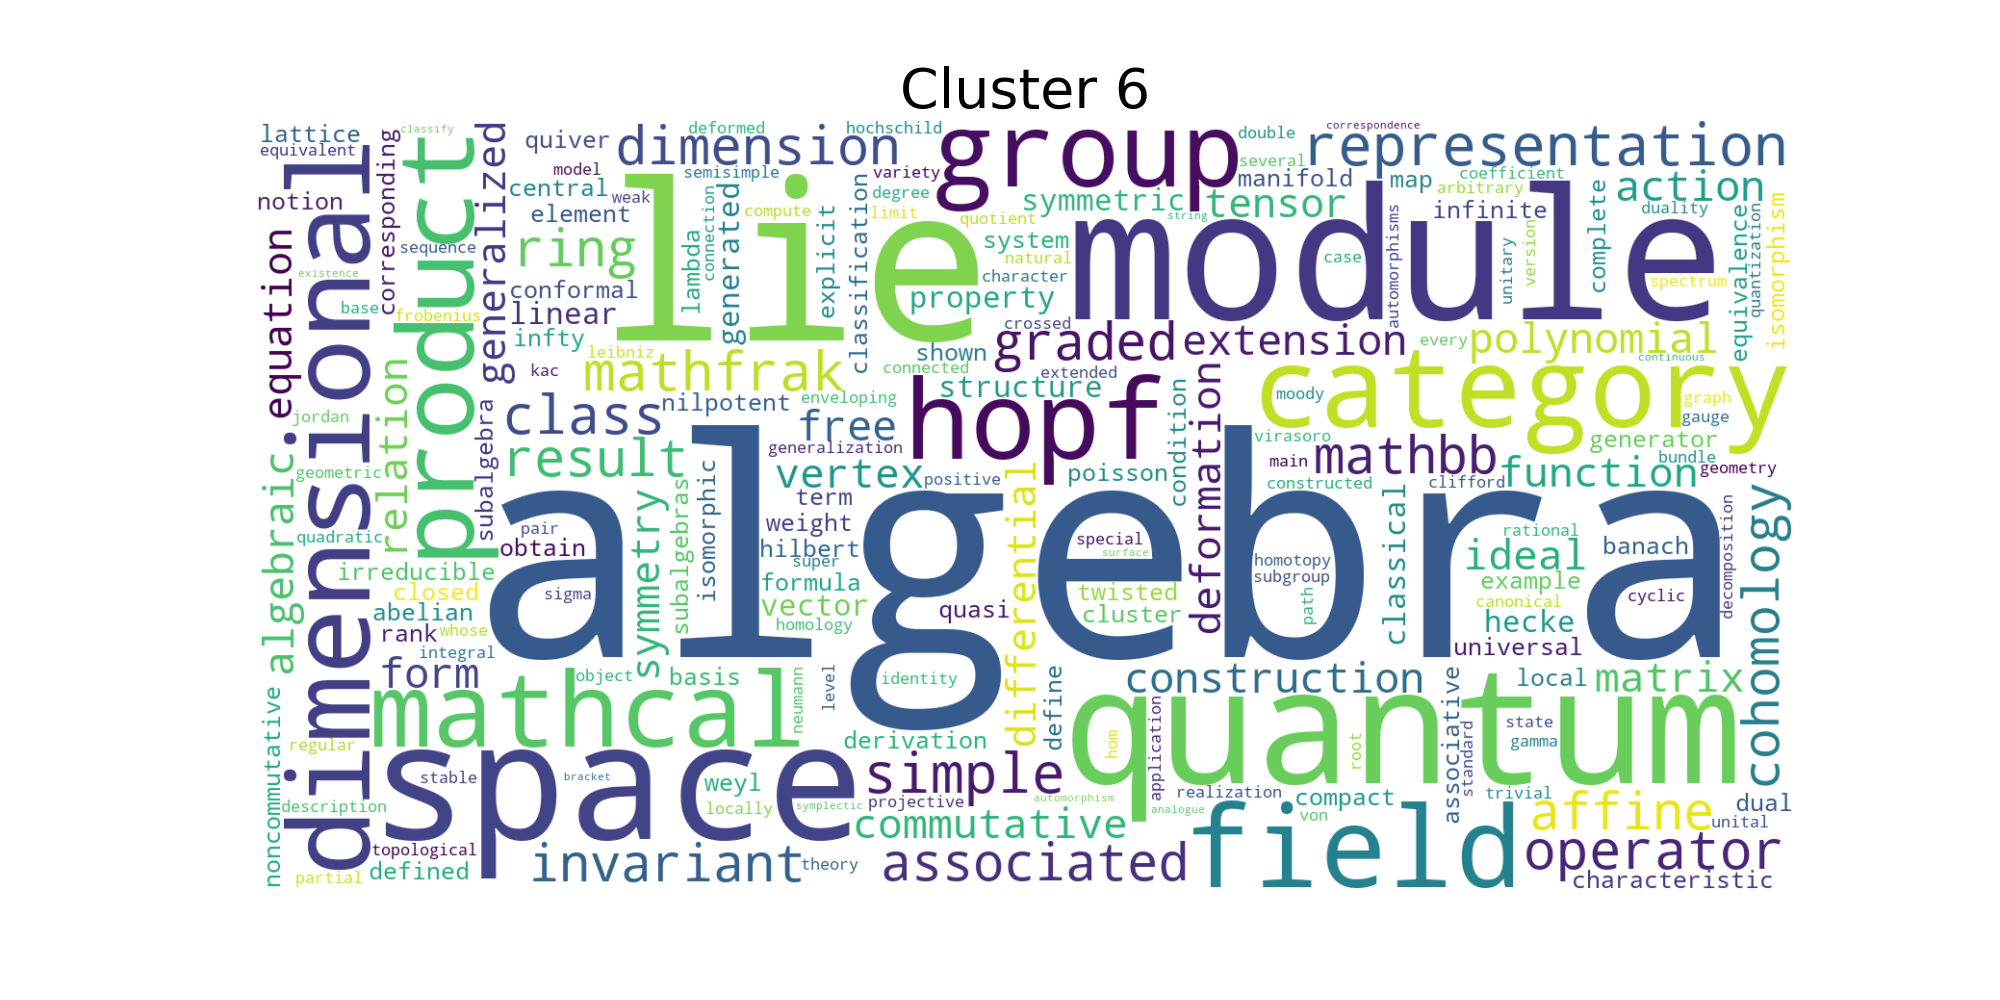 Cluster 6
lattice
classify
equivalent
notion
corresponding
generalized
quiver
deformed
hochschild
dimension
group
double
correspondence
representation
several
model
semisimple
variety
central
weak
element
connection
generated
compute
degree
limit
explicit
classification
lie
symmetric
quotient
string
tensor
manifold
map
coefficient
arbitrary
infinite
action
duality
dimensional
product
sequence
existence
base
frobenius
equation
ring
conformal
linear
infty
lambda
system
natural
character
property
module
case
automorphisms
unitary
version
complete
spectrum
equivalence
quantization
isomorphism
crossed
leibniz
kac
mathfrak
shown
connected
graded
extended
structure
extension
every
polynomial
continuous
category
moody
graph
gauge
generator
bundle
geometry
jordan
geometric
algebraic
relation
quadratic
subalgebra
class
nilpotent
enveloping
free
generalization
hopf
result
vertex
positive
poisson
condition
deformation
virasoro
main
constructed
mathbb
clifford
function
isomorphic
term
weight
symmetry
subalgebras
algebra
differential
special
surface
classical
rational
ideal
banach
decomposition
cohomology
pair
obtain
hilbert
super
formula
homotopy
subgroup
example
canonical
cyclic
irreducible
closed
abelian
rank
whose
integral
sigma
vector
homology
quasi
twisted
cluster
path
hecke
universal
form
object
basis
neumann
level
identity
define
construction
associative
local
matrix
mathcal
noncommutative
regular
description
partial
topological
defined
stable
bracket
space
derivation
weyl
locally
symplectic
simple
projective
automorphism
hom
application
analogue
quantum
root
standard
state
gamma
realization
compact
von
trivial
affine
dual
unital
commutative
invariant
theory
associated
field
operator
characteristic